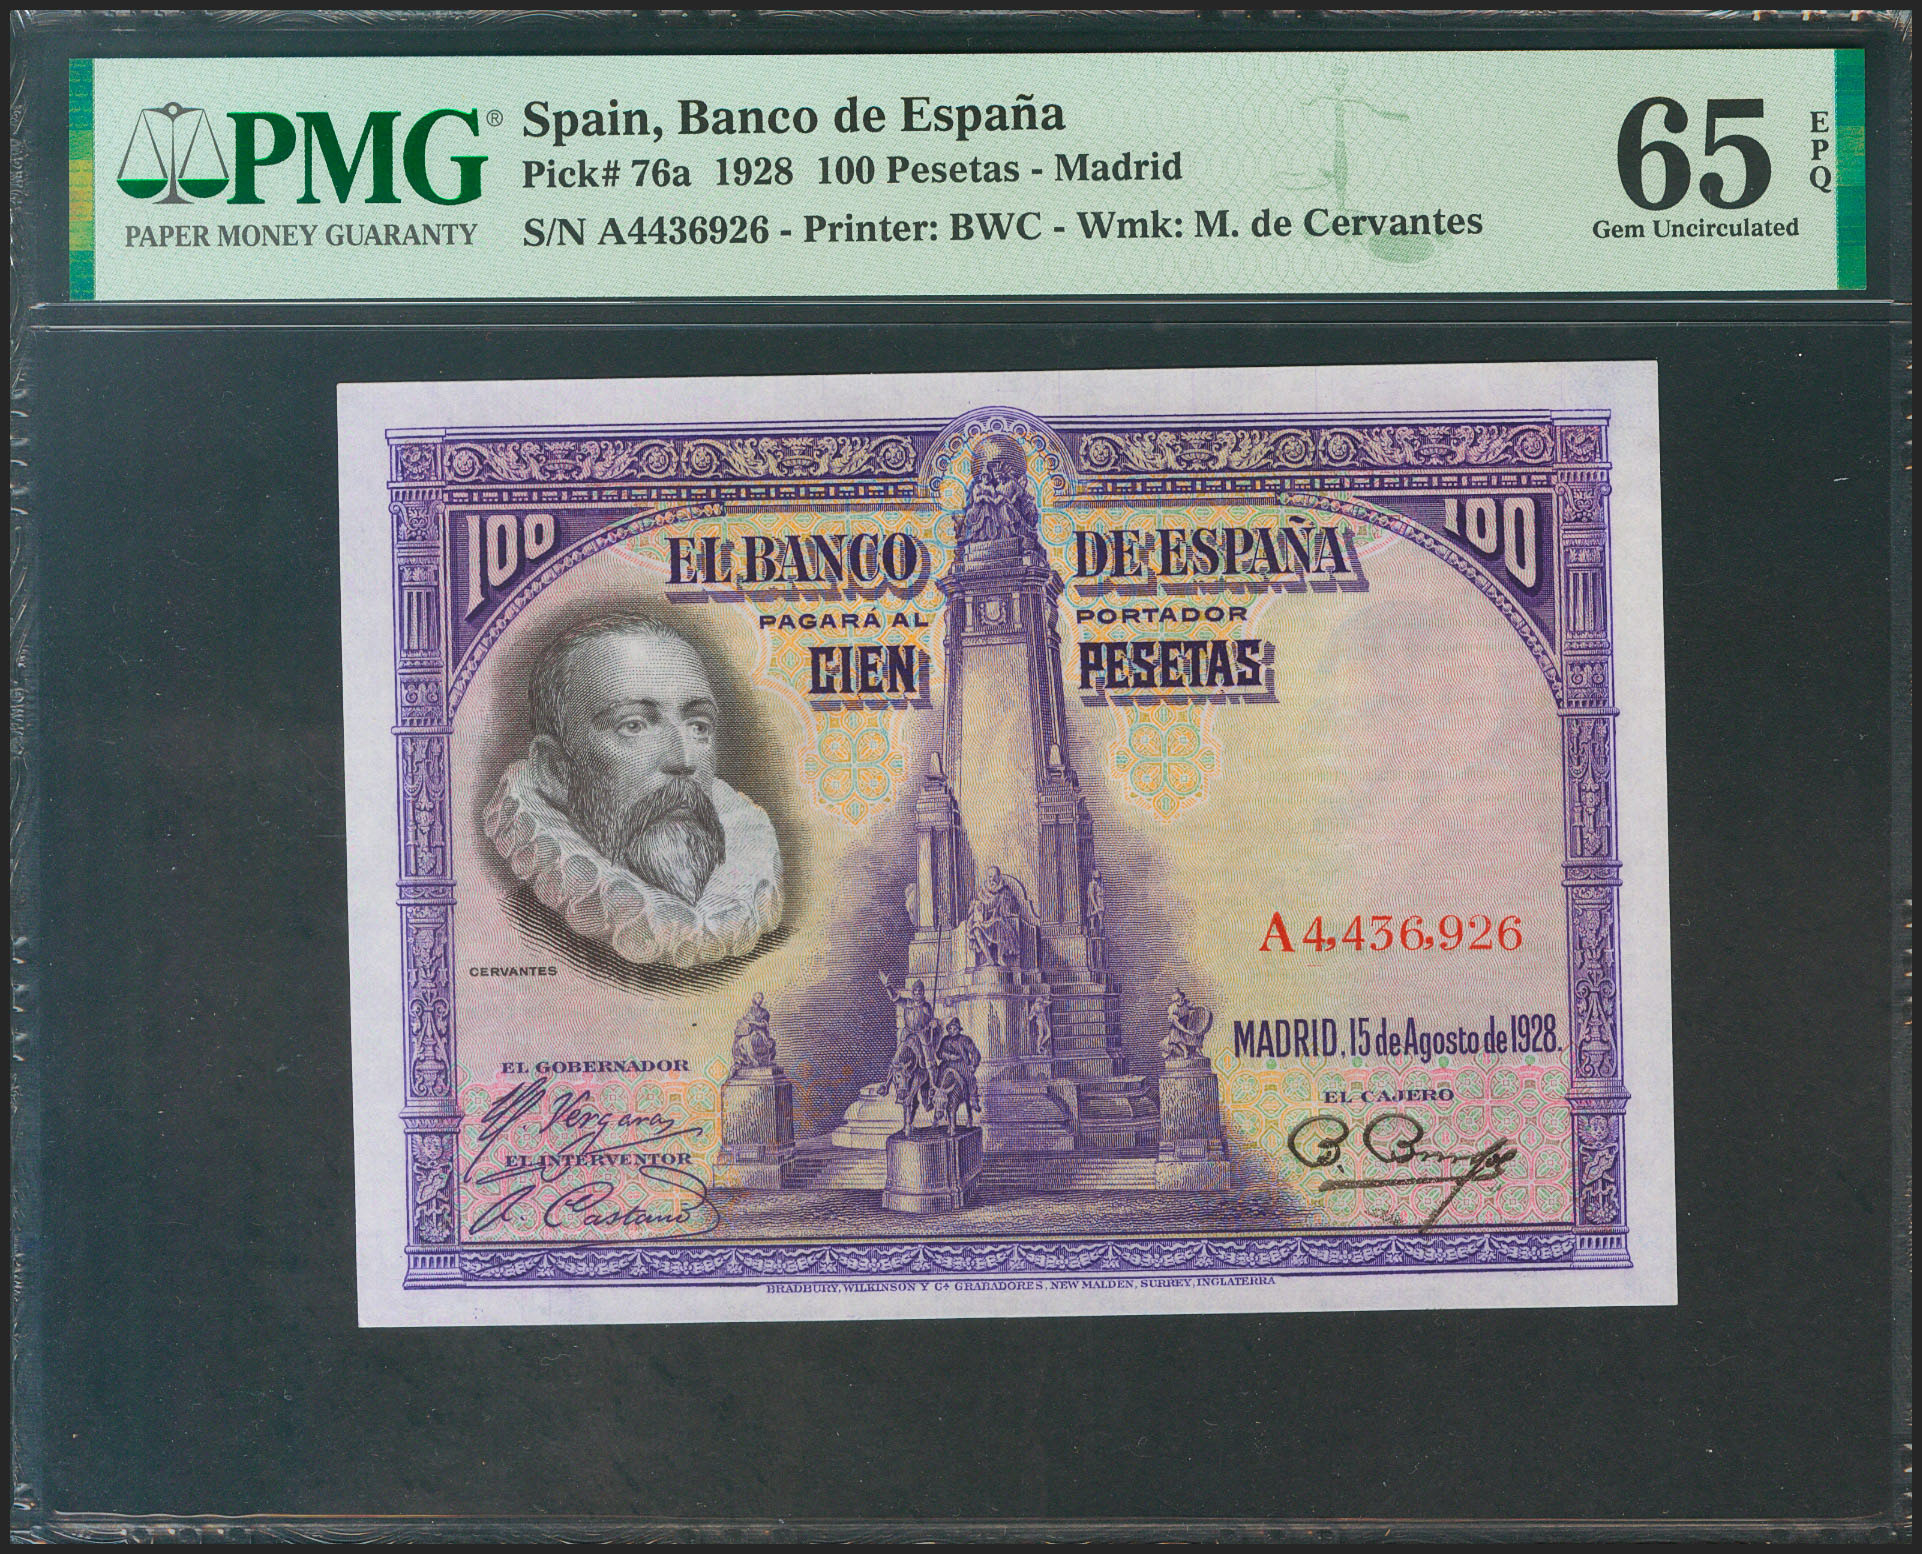 PMG®
PAPER MONEY GUARANTY
Spain, Banco de España
Pick# 76a 1928 100 Pesetas - Madrid
S/N A4436926 - Printer: BWC - Wmk: M. de Cervantes
65
EPQ
Gem Uncirculated
100
100
EL BANCO DE ESPAÑA
PAGARÁ AL PORTADOR
CIEN PESETAS
CERVANTES
A4,436,926
MADRID, 15 de Agosto de 1928.
EL GOBERNADOR
Vergara
EL INTERVENTOR
A. Castaño
EL CAJERO
BRADBURY, WILKINSON Y Cª GRABADORES, NEW MALDEN, SURREY, INGLATERRA